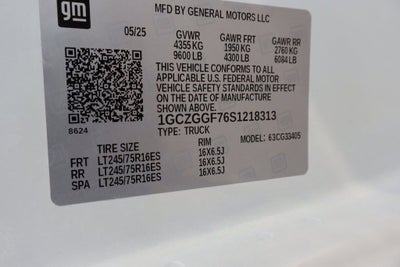 gm
MFD BY GENERAL MOTORS LLC
05/25 GVWR GAWR FRT GAWR RR
4355 KG 1950 KG 2760 KG
9600 LB 4300 LB 6084 LB
THIS VEHICLE CONFORMS TO ALL
APPLICABLE U.S. FEDERAL MOTOR
VEHICLE SAFETY STANDARDS IN EFFECT
ON THE DATE OF MANUFACTURE
SHOWN ABOVE.
1GCZGGF76S1218313
8624 TYPE: TRUCK 63CG33405
TIRE SIZE RIM
FRT LT245/75R16ES 16X6.5J
RR LT245/75R16ES 16X6.5J
SPA LT245/75R16ES 16X6.5J